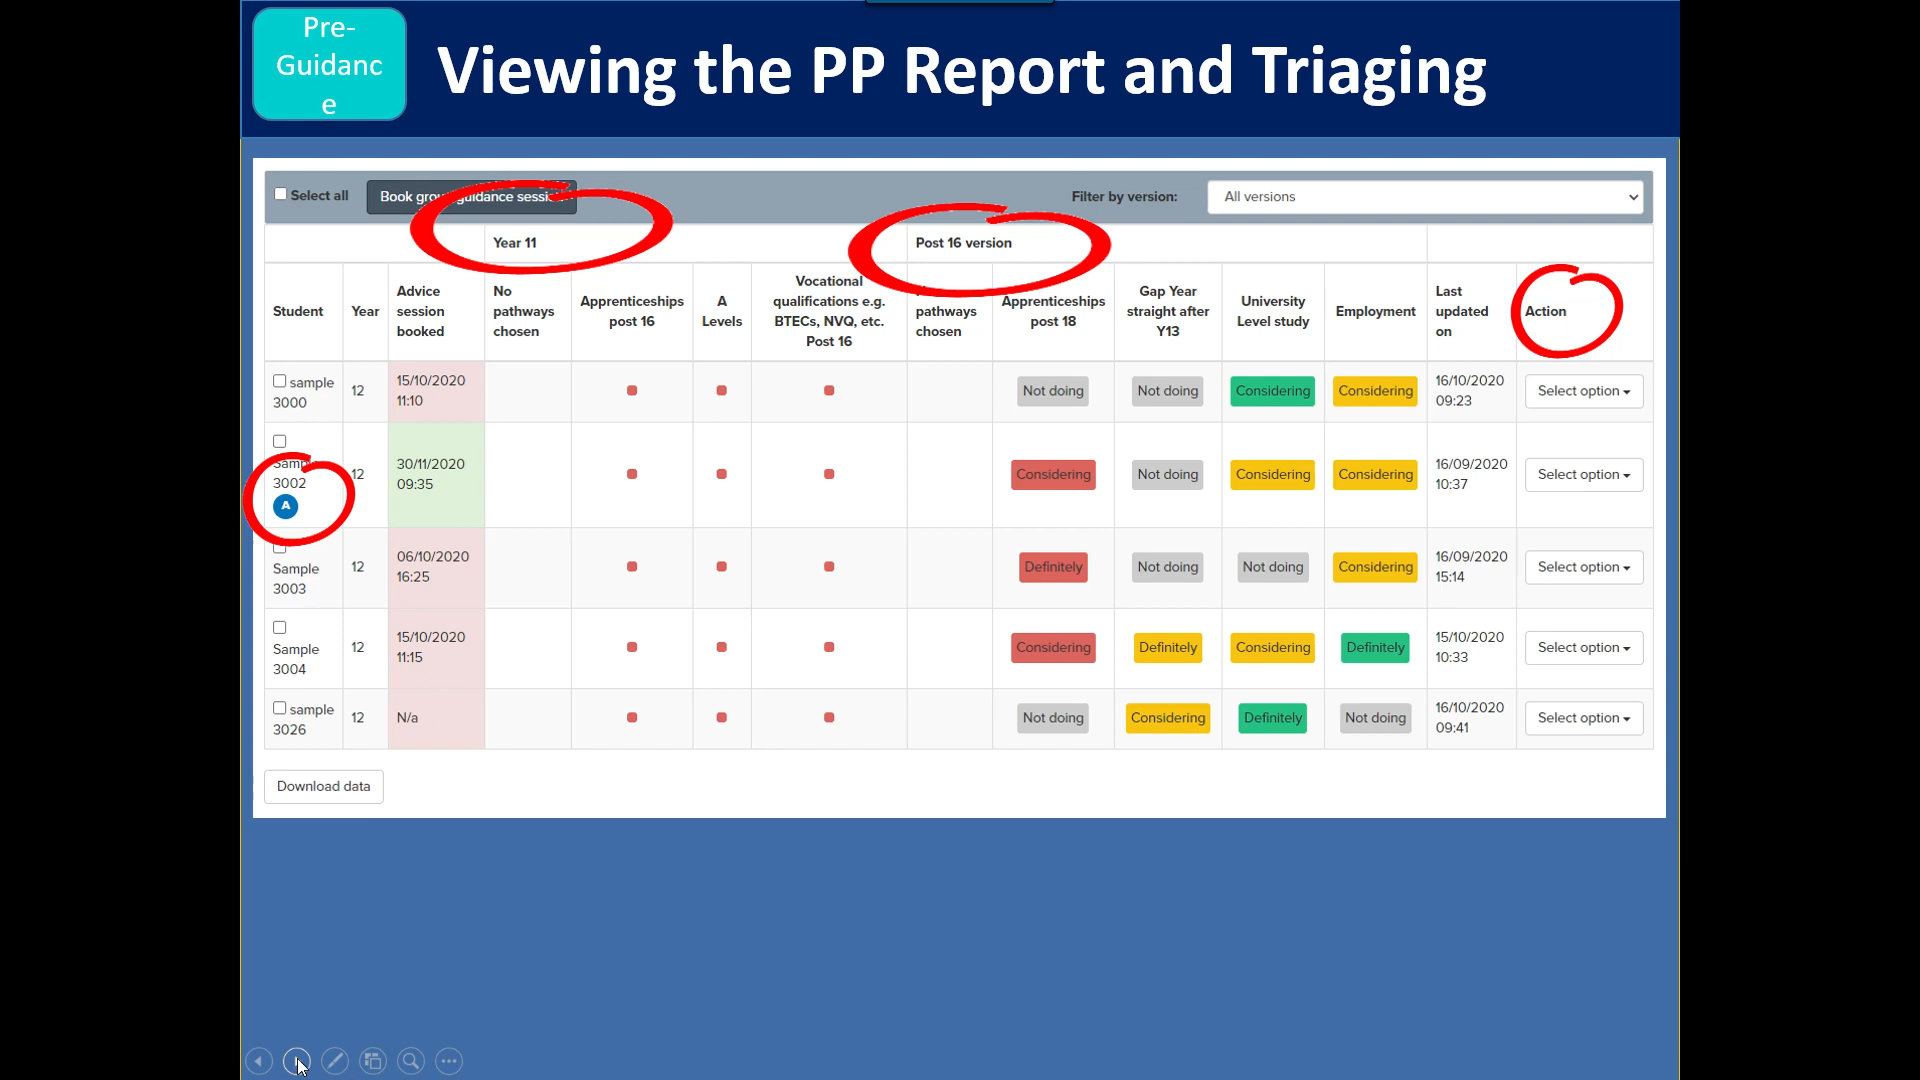 Pre-
Guidanc
e
Viewing the PP Report and Triaging
Select all
Book grou guidance sessi
Filter by version:
All versions
Year 11
Post 16 version
Student
Year
Advice
session
booked
No
pathways
chosen
Apprenticeships
post 16
A
Levels
Vocational
qualifications e.g.
BTECs, NVQ, etc.
Post 16
pathways
chosen
Apprenticeships
post 18
Gap Year
straight after
Y13
University
Level study
Employment
Last
updated
on
Action
sample
3000
12
15/10/2020
11:10
Not doing
Not doing
Considering
Considering
16/10/2020
09:23
Select option
Sample
3002
A
12
30/11/2020
09:35
Considering
Not doing
Considering
Considering
16/09/2020
10:37
Select option
Sample
3003
12
06/10/2020
16:25
Definitely
Not doing
Not doing
Considering
16/09/2020
15:14
Select option
Sample
3004
12
15/10/2020
11:15
Considering
Definitely
Considering
Definitely
15/10/2020
10:33
Select option
sample
3026
12
N/a
Not doing
Considering
Definitely
Not doing
16/10/2020
09:41
Select option
Download data